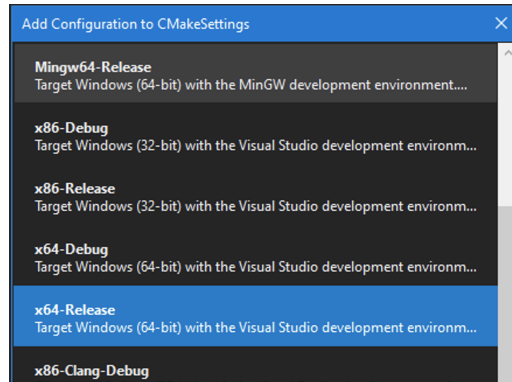 Add Configuration to CMakeSettings
Mingw64-Release
Target Windows (64-bit) with the MinGW development environment....
x86-Debug
Target Windows (32-bit) with the Visual Studio development environm...
x86-Release
Target Windows (32-bit) with the Visual Studio development environm...
x64-Debug
Target Windows (64-bit) with the Visual Studio development environm...
x64-Release
Target Windows (64-bit) with the Visual Studio development environm...
x86-Clang-Debug